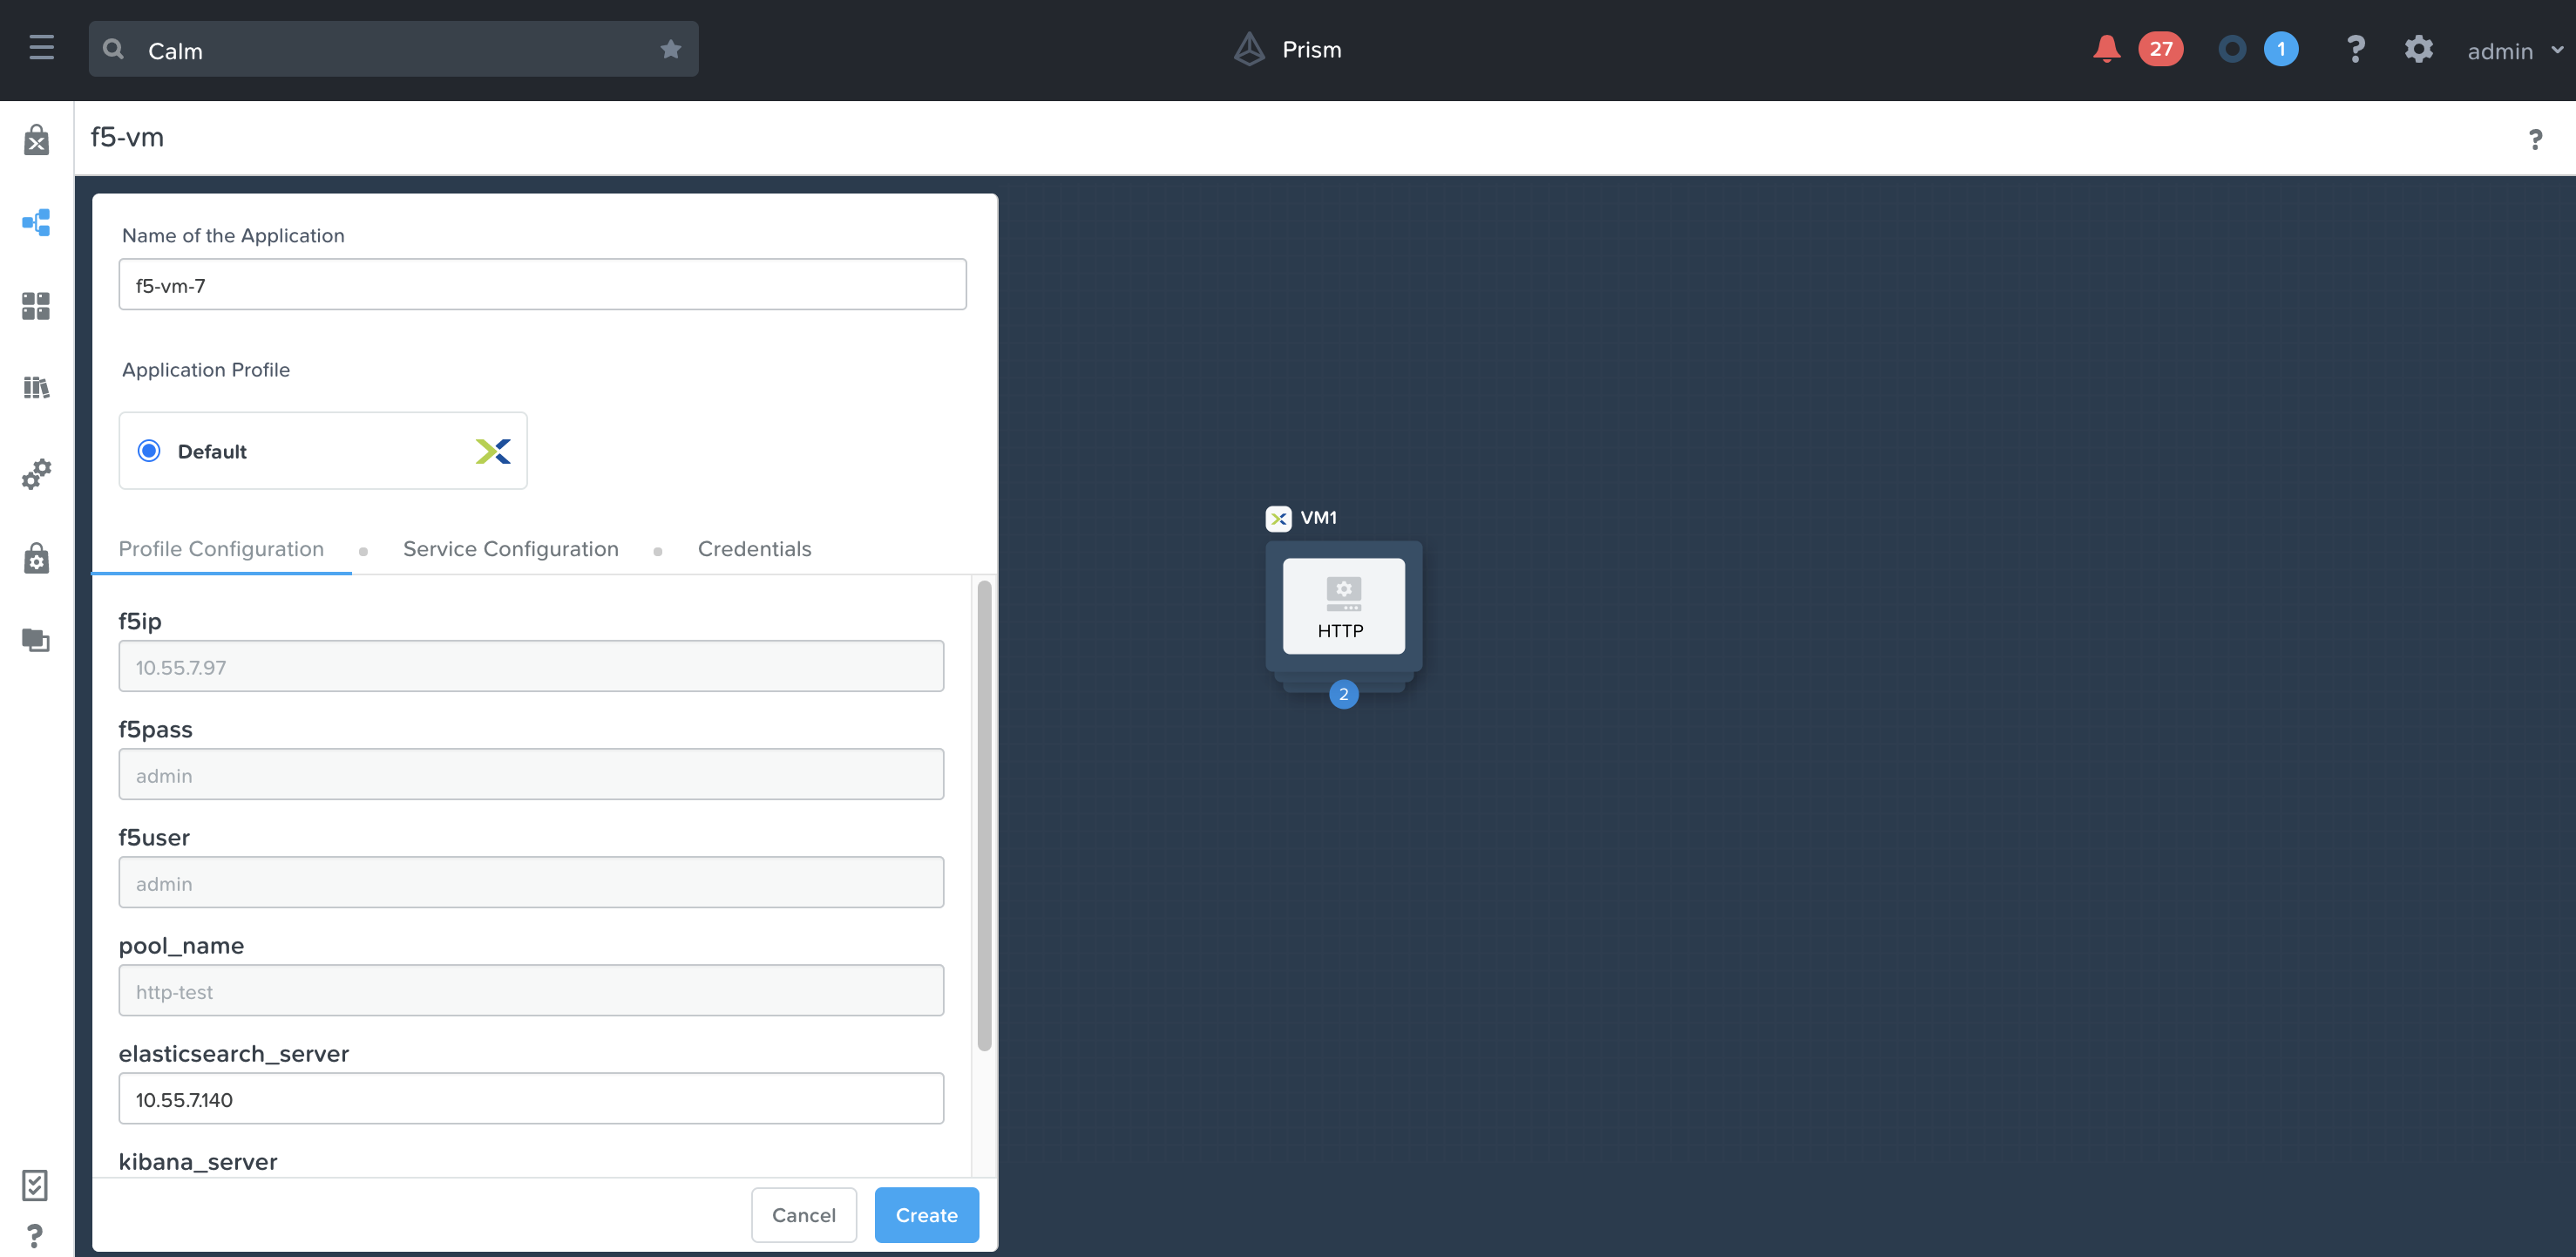 Calm
Prism
27
1
?
admin
f5-vm
?
Name of the Application
f5-vm-7
Application Profile
Default
Profile Configuration
Service Configuration
Credentials
f5ip
10.55.7.97
f5pass
admin
f5user
admin
pool_name
http-test
elasticsearch_server
10.55.7.140
kibana_server
Cancel
Create
VM1
HTTP
2
?